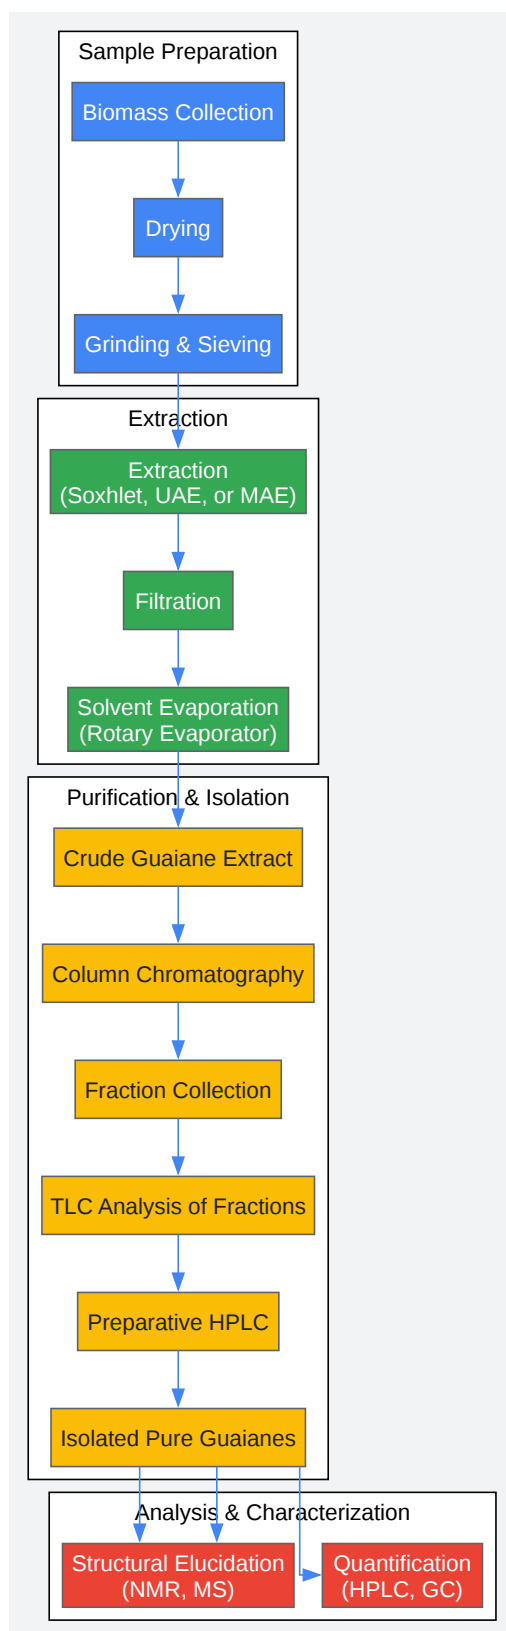 Sample Preparation
Biomass Collection
Drying
Grinding & Sieving
Extraction
Extraction
(Soxhlet, UAE, or MAE)
Filtration
Solvent Evaporation
(Rotary Evaporator)
Purification & Isolation
Crude Guaiane Extract
Column Chromatography
Fraction Collection
TLC Analysis of Fractions
Preparative HPLC
Isolated Pure Guaianes
Analysis & Characterization
Structural Elucidation
(NMR, MS)
Quantification
(HPLC, GC)